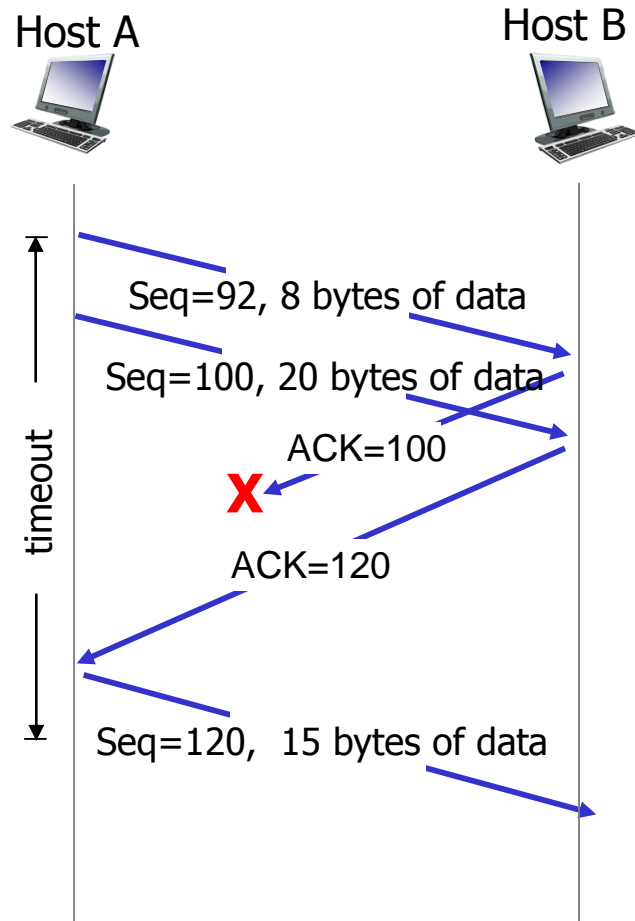 Host A
Host B
Seq=92, 8 bytes of data
Seq=100, 20 bytes of data
ACK=100
X
timeout
ACK=120
Seq=120, 15 bytes of data